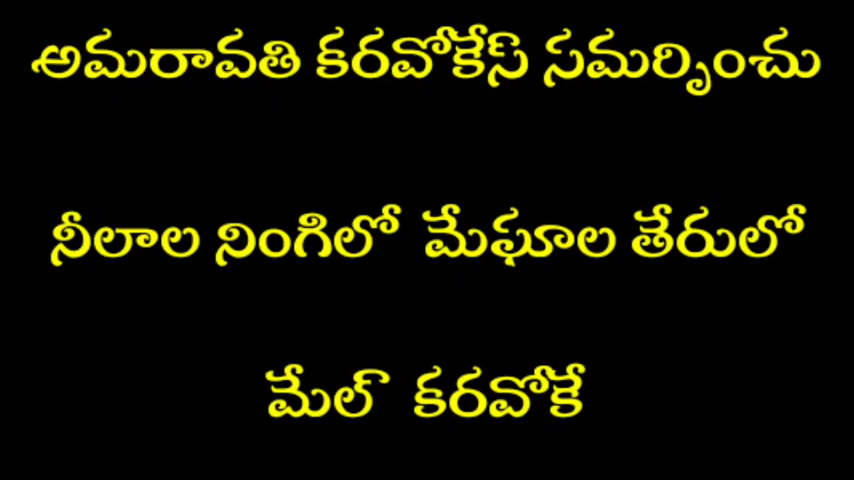 అమరావతి కరవోకేస్ సమర్పించు
నీలాల నింగిలో మేఘాల తేరులో
మేల్ కరవోకే